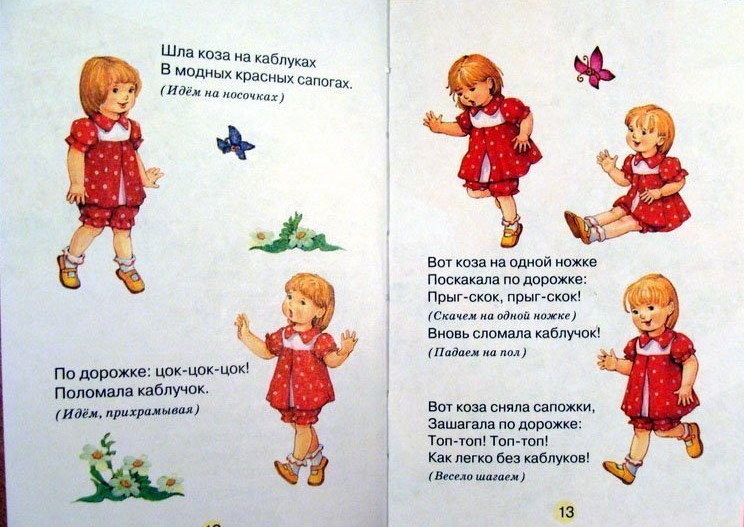 Шла коза на каблуках
В модных красных сапогах.
(Идём на носочках)
По дорожке: цок-цок-цок!
Поломала каблучок.
(Идём, прихрамывая)
Вот коза на одной ножке
Поскакала по дорожке:
Прыг-скок, прыг-скок!
(Скачем на одной ножке)
Вновь сломала каблучок!
(Падаем на пол)
Вот коза сняла сапожки,
Зашагала по дорожке:
Топ-топ! Топ-топ!
Как легко без каблуков!
(Весело шагаем)
13